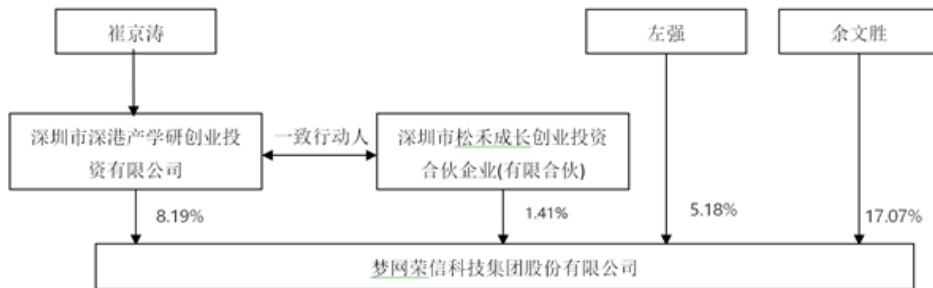 崔京涛
左强
余文胜
深圳市深港产学研创业投
资有限公司
一致行动人
深圳市松禾成长创业投资
合伙企业(有限合伙)
8.19%
1.41%
5.18%
17.07%
梦网荣信科技集团股份有限公司